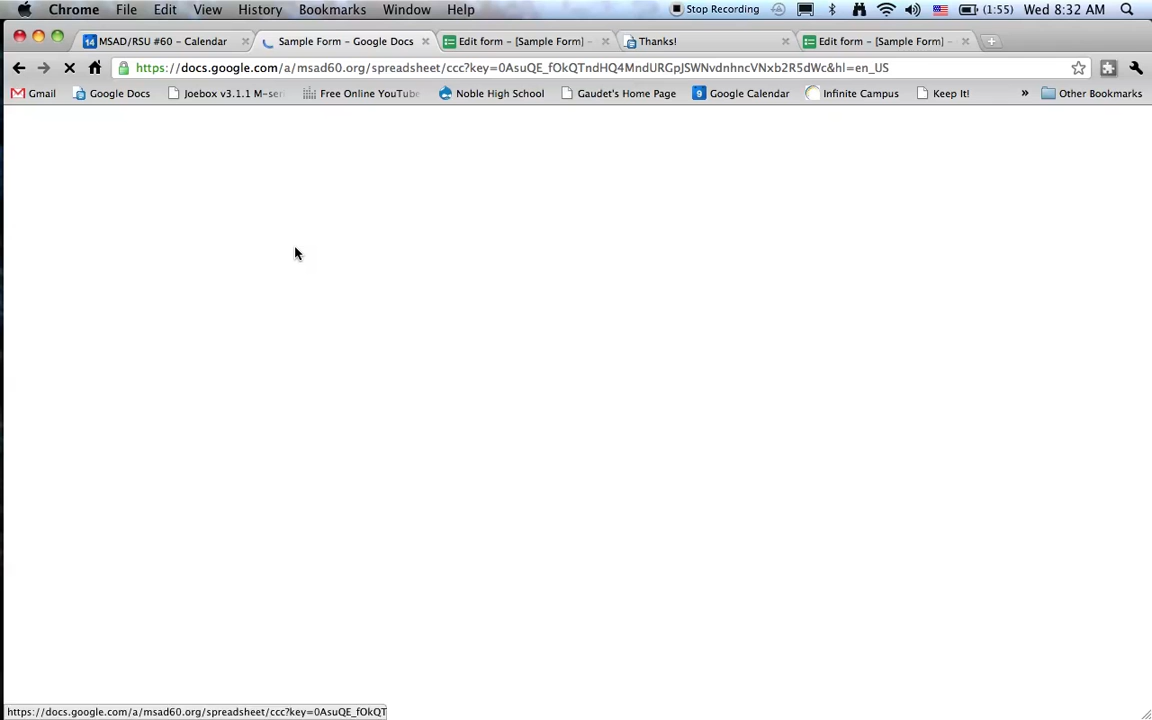 Chrome File Edit View History Bookmarks Window Help Stop Recording (1:55) Wed 8:32 AM
14 MSAD/RSU #60 – Calendar Sample Form – Google Docs Edit form – [Sample Form] – Thanks! Edit form – [Sample Form] –
https://docs.google.com/a/msad60.org/spreadsheet/ccc?key=0AsuQE_fOkQTndHQ4MndURGpJSWNvdnhncVNxb2R5dWc&hl=en_US
Gmail Google Docs Joebox v3.1.1 M-seri Free Online YouTube Noble High School Gaudet's Home Page 9 Google Calendar Infinite Campus Keep It! » Other Bookmarks
https://docs.google.com/a/msad60.org/spreadsheet/ccc?key=0AsuQE_fOkQT